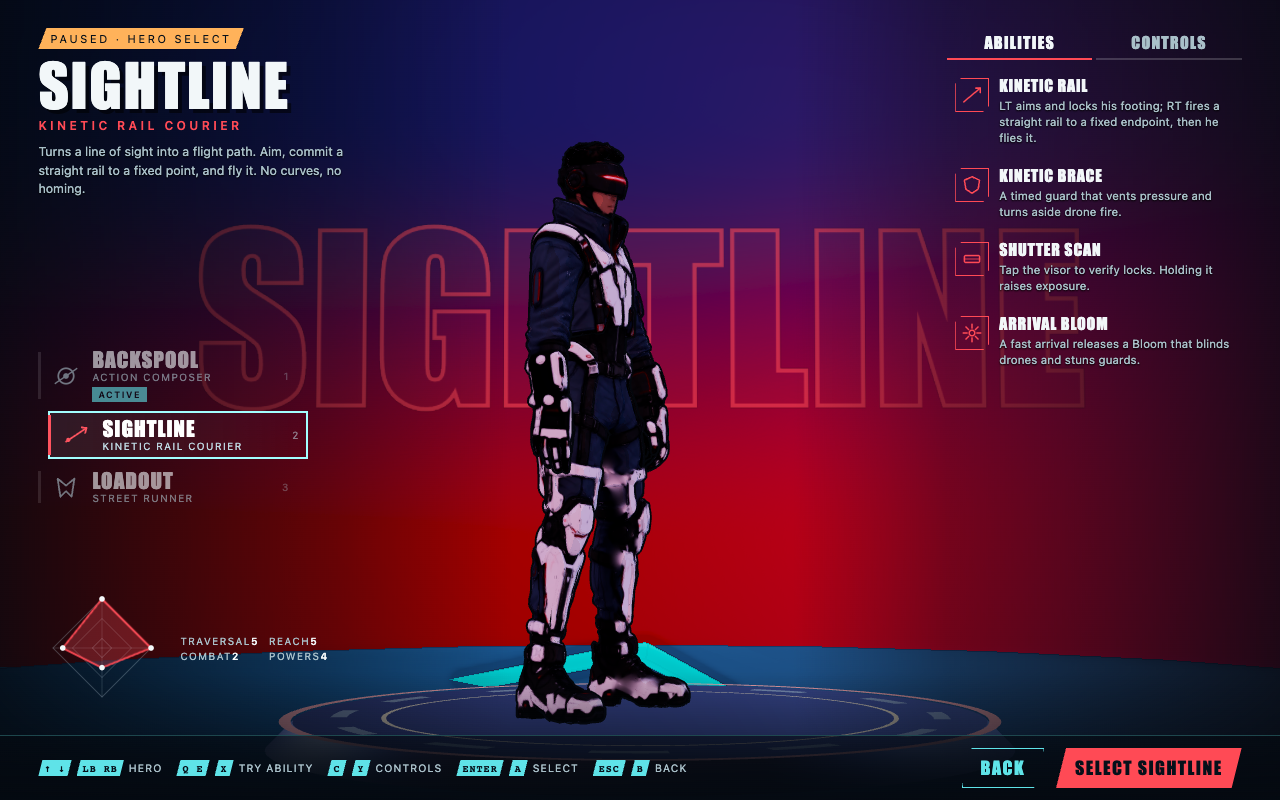 PAUSED · HERO SELECT
SIGHTLINE
KINETIC RAIL COURIER
Turns a line of sight into a flight path. Aim, commit a
straight rail to a fixed point, and fly it. No curves, no
homing.
SIGHTLINE
BACKSPOOL
ACTION COMPOSER
1
ACTIVE
SIGHTLINE
KINETIC RAIL COURIER
2
LOADOUT
STREET RUNNER
3
TRAVERSAL5 REACH5
COMBAT2 POWERS4
ABILITIES CONTROLS
KINETIC RAIL
LT aims and locks his footing; RT fires a
straight rail to a fixed endpoint, then he
flies it.
KINETIC BRACE
A timed guard that vents pressure and
turns aside drone fire.
SHUTTER SCAN
Tap the visor to verify locks. Holding it
raises exposure.
ARRIVAL BLOOM
A fast arrival releases a Bloom that blinds
drones and stuns guards.
↑ ↓ LB RB HERO Q E X TRY ABILITY C Y CONTROLS ENTER A SELECT ESC B BACK
BACK SELECT SIGHTLINE